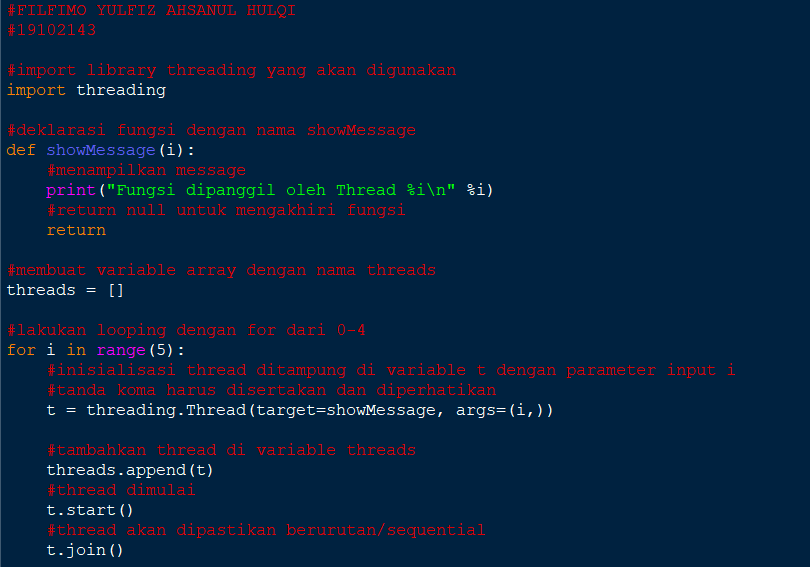 #FILFIMO YULFIZ AHSANUL HULQI
#19102143
#import library threading yang akan digunakan
import threading
#deklarasi fungsi dengan nama showMessage
def showMessage(i):
    #menampilkan message
    print("Fungsi dipanggil oleh Thread %i\n" %i)
    #return null untuk mengakhiri fungsi
    return
#membuat variable array dengan nama threads
threads = []
#lakukan looping dengan for dari 0-4
for i in range(5):
    #inisialisasi thread ditampung di variable t dengan parameter input i
    #tanda koma harus disertakan dan diperhatikan
    t = threading.Thread(target=showMessage, args=(i,))
    #tambahkan thread di variable threads
    threads.append(t)
    #thread dimulai
    t.start()
    #thread akan dipastikan berurutan/sequential
    t.join()